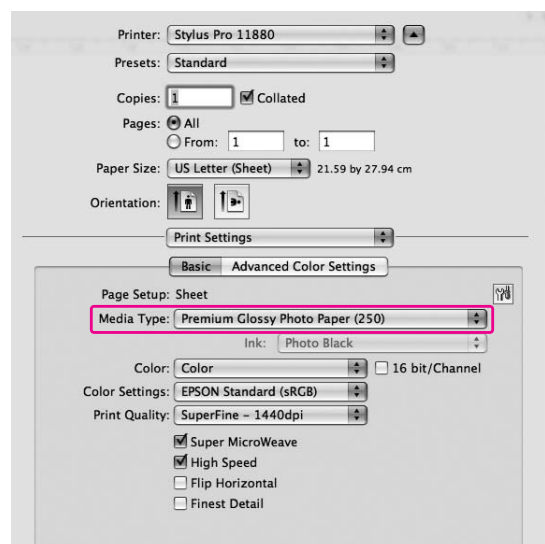 Printer: Stylus Pro 11880
Presets: Standard
Copies: 1 Collated
Pages: All
From: 1 to: 1
Paper Size: US Letter (Sheet) 21.59 by 27.94 cm
Orientation:
Print Settings
Basic Advanced Color Settings
Page Setup: Sheet
Media Type: Premium Glossy Photo Paper (250)
Ink: Photo Black
Color: Color 16 bit/Channel
Color Settings: EPSON Standard (sRGB)
Print Quality: SuperFine – 1440dpi
Super MicroWeave
High Speed
Flip Horizontal
Finest Detail